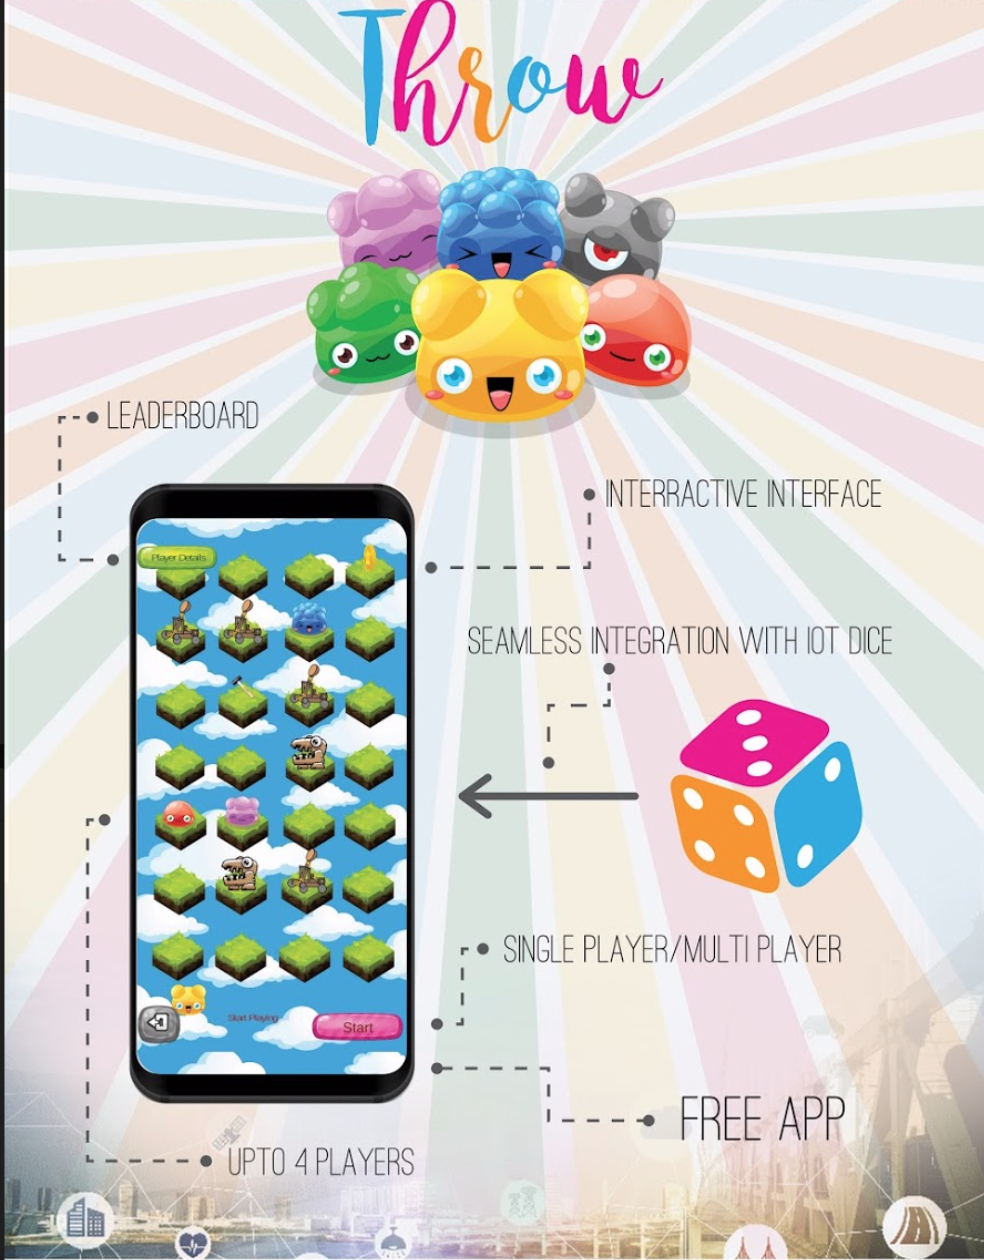 Throw
LEADERBOARD
INTERRACTIVE INTERFACE
Player Details
SEAMLESS INTEGRATION WITH IOT DICE
SINGLE PLAYER/MULTI PLAYER
Start Playing
Start
FREE APP
UPTO 4 PLAYERS